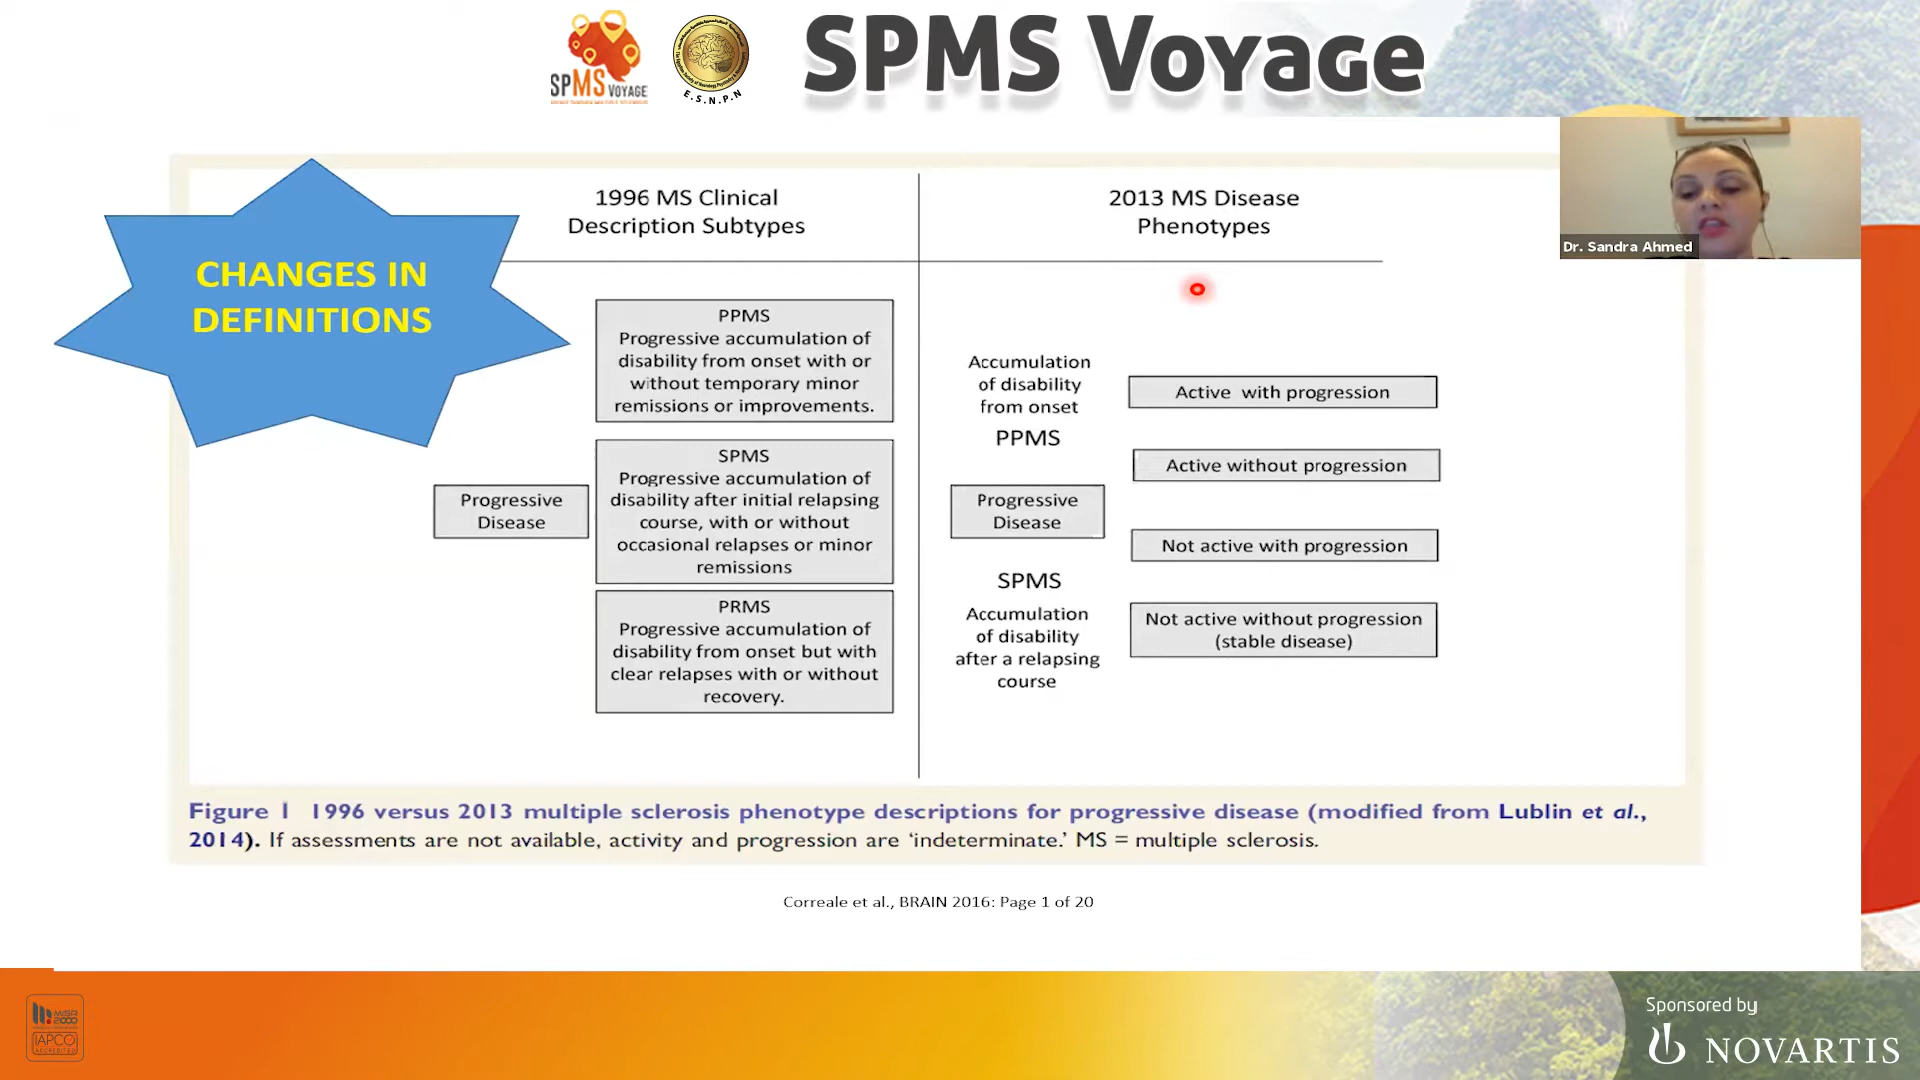 SPMS VOYAGE
E.S.N.P.N
SPMS Voyage
Dr. Sandra Ahmed
CHANGES IN
DEFINITIONS
1996 MS Clinical
Description Subtypes
2013 MS Disease
Phenotypes
Progressive
Disease
PPMS
Progressive accumulation of
disability from onset with or
without temporary minor
remissions or improvements.
SPMS
Progressive accumulation of
disability after initial relapsing
course, with or without
occasional relapses or minor
remissions
PRMS
Progressive accumulation of
disability from onset but with
clear relapses with or without
recovery.
Accumulation
of disability
from onset
PPMS
Progressive
Disease
SPMS
Accumulation
of disability
after a relapsing
course
Active with progression
Active without progression
Not active with progression
Not active without progression
(stable disease)
Figure 1 1996 versus 2013 multiple sclerosis phenotype descriptions for progressive disease (modified from Lublin et al.,
2014). If assessments are not available, activity and progression are ‘indeterminate.’ MS = multiple sclerosis.
Correale et al., BRAIN 2016: Page 1 of 20
MISR
2000
IAPCO
ACCREDITED
Sponsored by
NOVARTIS